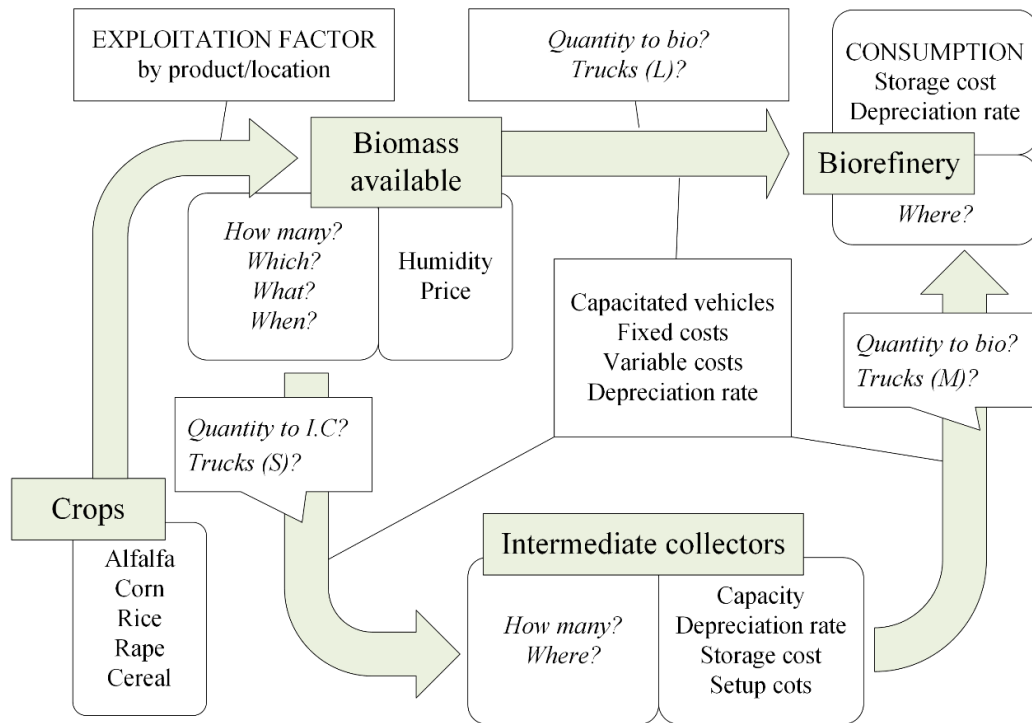 EXPLOITATION FACTOR
by product/location
Quantity to bio?
Trucks (L)?
CONSUMPTION
Storage cost
Depreciation rate
Biomass
available
Biorefinery
Where?
How many?
Which?
What?
When?
Humidity
Price
Capacitated vehicles
Fixed costs
Variable costs
Depreciation rate
Quantity to bio?
Trucks (M)?
Quantity to I.C?
Trucks (S)?
Crops
Alfalfa
Corn
Rice
Rape
Cereal
Intermediate collectors
How many?
Where?
Capacity
Depreciation rate
Storage cost
Setup cots